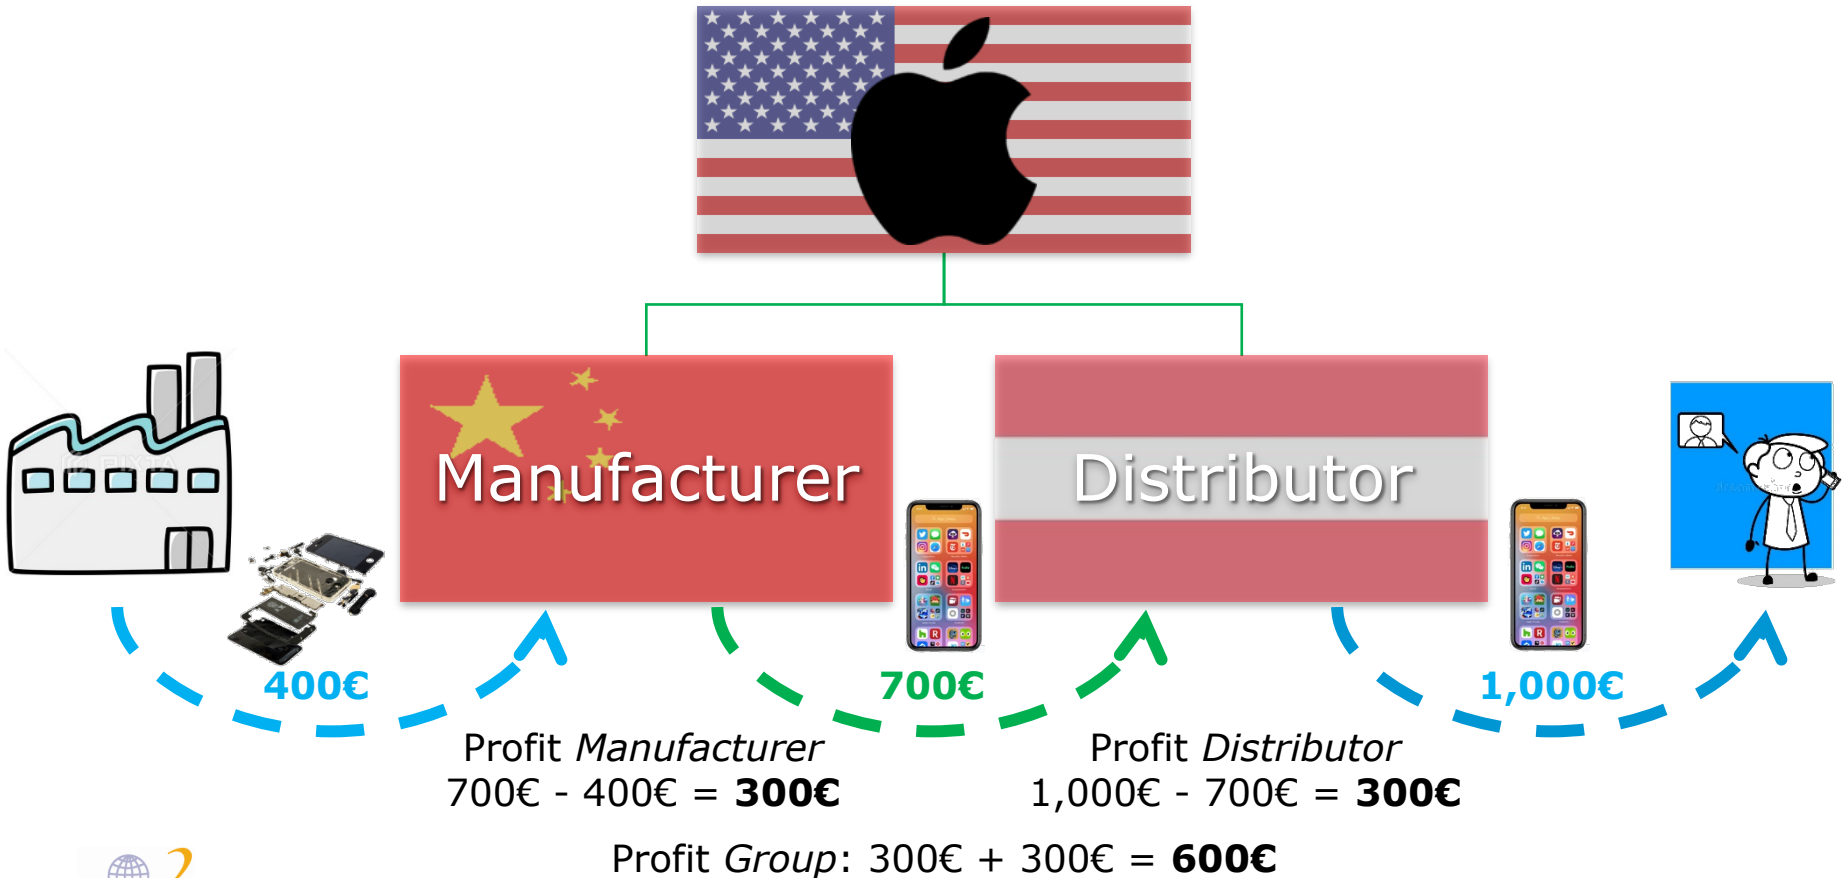 Manufacturer
Distributor
400€
700€
1,000€
Profit Manufacturer
700€ - 400€ = 300€
Profit Distributor
1,000€ - 700€ = 300€
Profit Group: 300€ + 300€ = 600€